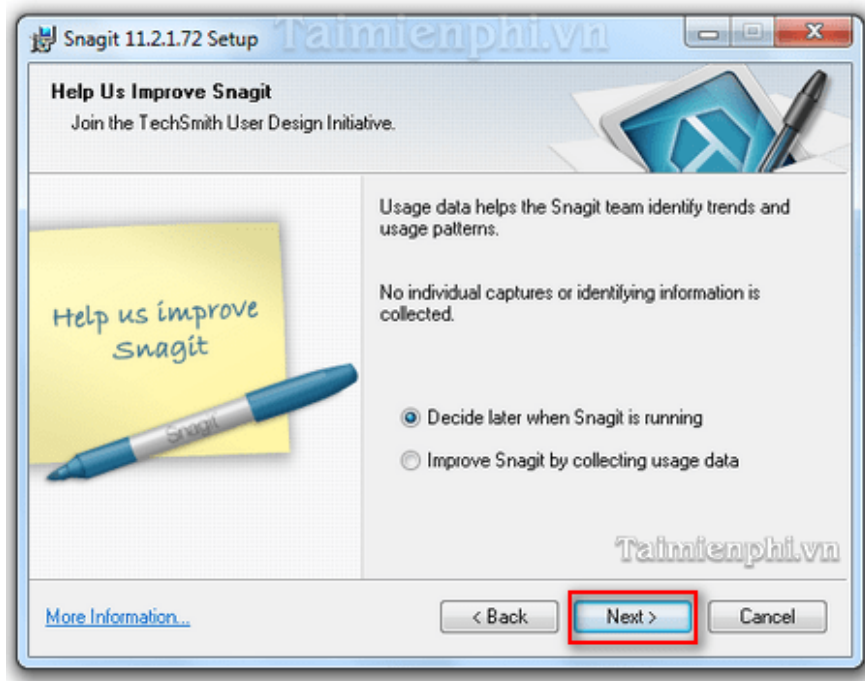 Snagit 11.2.1.72 Setup
Taimienphi.vn
Help Us Improve Snagit
Join the TechSmith User Design Initiative.
Usage data helps the Snagit team identify trends and
usage patterns.
No individual captures or identifying information is
collected.
Help us improve
Snagit
Snagit
Decide later when Snagit is running
Improve Snagit by collecting usage data
Taimienphi.vn
More Information...
< Back
Next >
Cancel